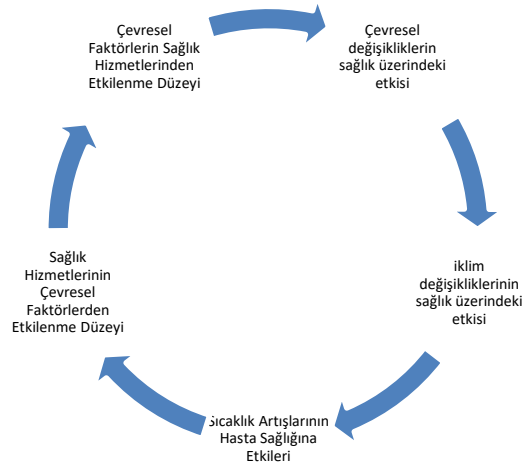 Çevresel
Faktörlerin Sağlık
Hizmetlerinden
Etkilenme Düzeyi
Çevresel
değişikliklerin
sağlık üzerindeki
etkisi
iklim
değişikliklerinin
sağlık üzerindeki
etkisi
Sıcaklık Artışlarının
Hasta Sağlığına
Etkileri
Sağlık
Hizmetlerinin
Çevresel
Faktörlerden
Etkilenme Düzeyi